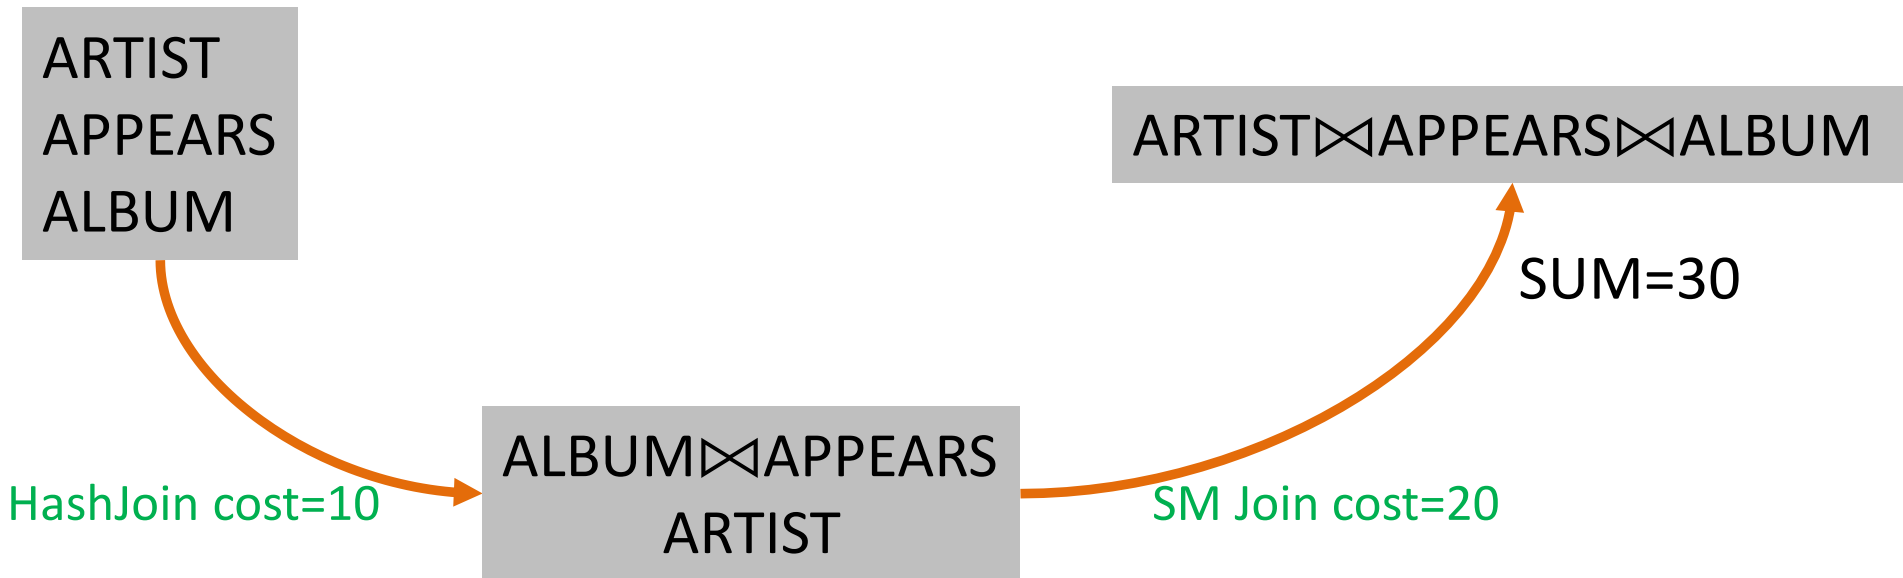 ARTIST
APPEARS
ALBUM
ARTIST⋈APPEARS⋈ALBUM
SUM=30
ALBUM⋈APPEARS
ARTIST
HashJoin cost=10
SM Join cost=20